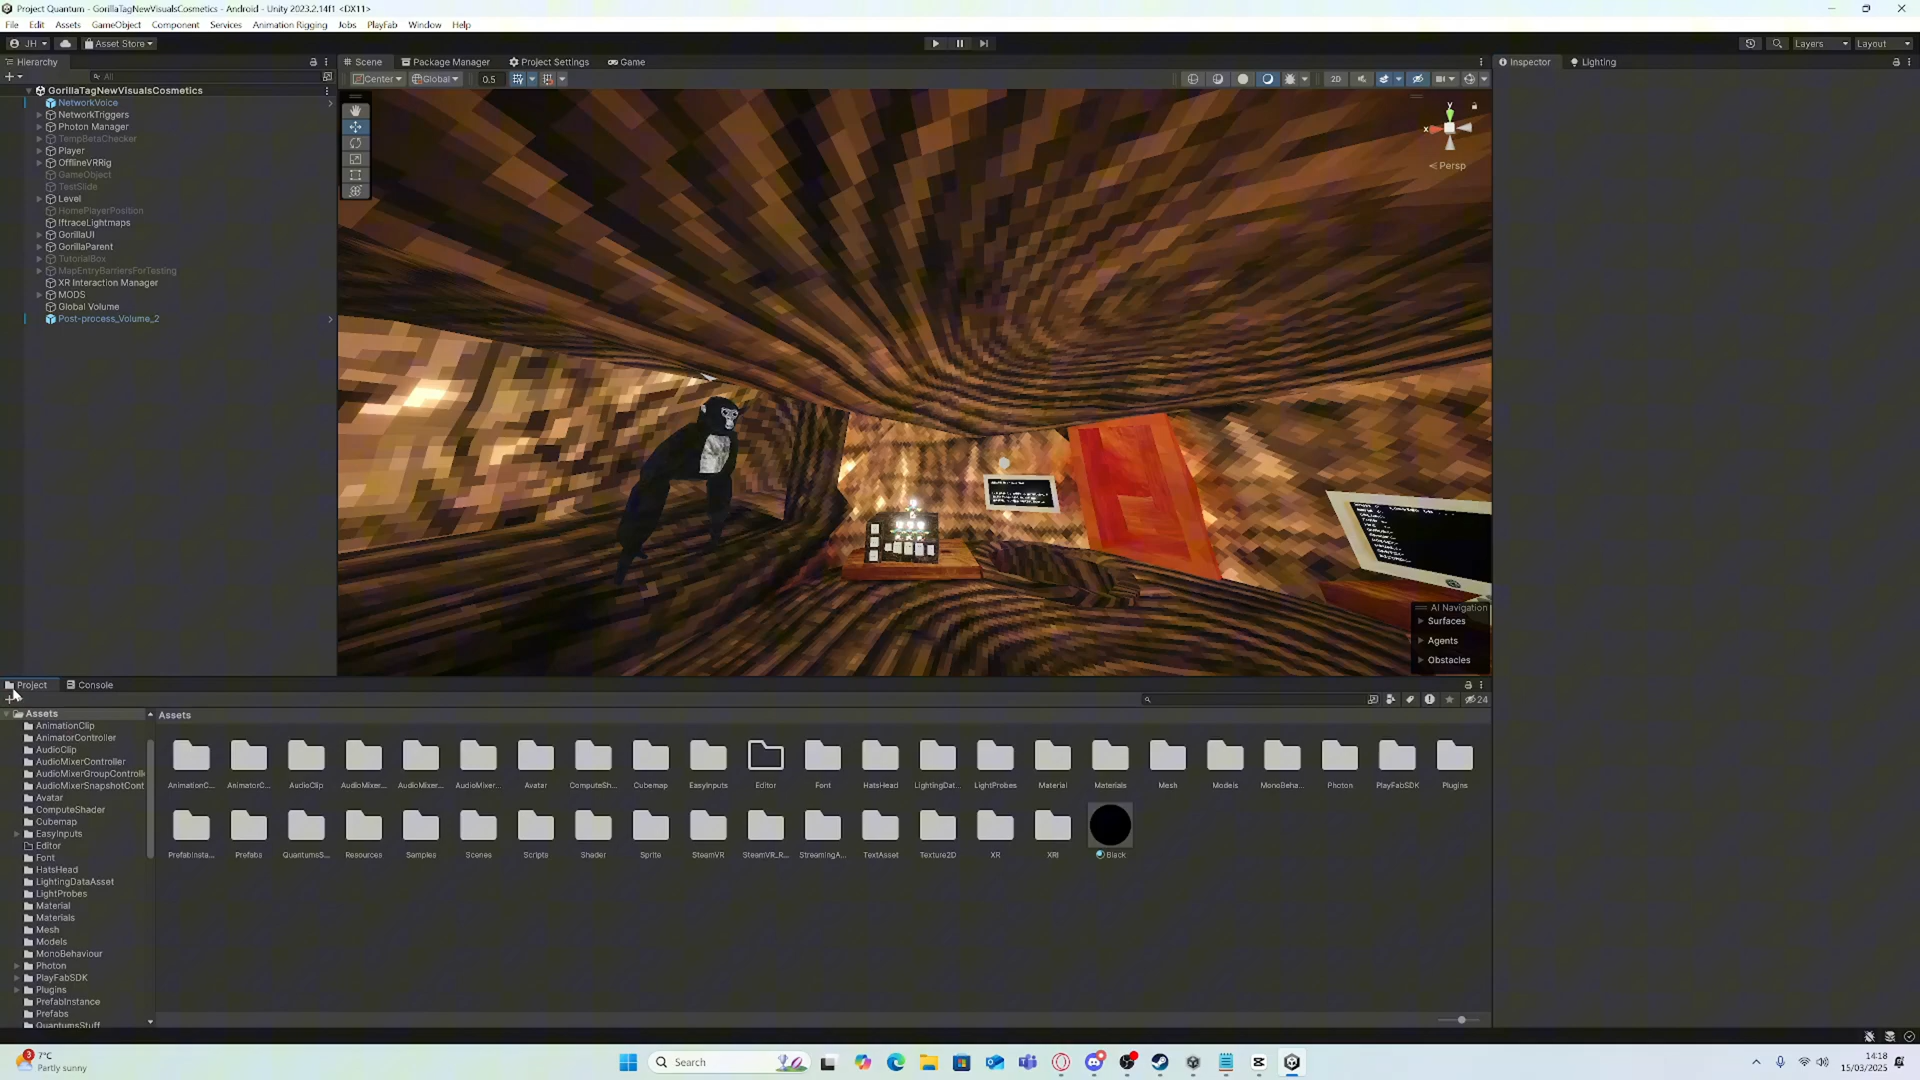 Project Quantum - GorillaTagNewVisualsCosmetics - Android - Unity 2023.2.14f1 <DX11>
File Edit Assets GameObject Component Services Animation Rigging Jobs PlayFab Window Help
JH Asset Store Layers Layout
Hierarchy
All
GorillaTagNewVisualsCosmetics
NetworkVoice
NetworkTriggers
Photon Manager
TempBetaChecker
Player
OfflineVRRig
GameObject
TestSlide
Level
HomePlayerPosition
lftraceLightmaps
GorillaUI
GorillaParent
TutorialBox
MapEntryBarriersForTesting
XR Interaction Manager
MODS
Global Volume
Post-process_Volume_2
Scene Package Manager Project Settings Game
Center Global 0.5 2D
y
x
Persp
AI Navigation
Surfaces
Agents
Obstacles
Inspector Lighting
Project Console
24
Assets
AnimationClip
AnimatorController
AudioClip
AudioMixerController
AudioMixerGroupControll
AudioMixerSnapshotCont
Avatar
ComputeShader
Cubemap
EasyInputs
Editor
Font
HatsHead
LightingDataAsset
LightProbes
Material
Materials
Mesh
Models
MonoBehaviour
Photon
PlayFabSDK
Plugins
PrefabInstance
Prefabs
QuantumsStuff
Assets
AnimationC... AnimatorC... AudioClip AudioMixer... AudioMixer... AudioMixer... Avatar ComputeSh... Cubemap EasyInputs Editor Font HatsHead LightingDat... LightProbes Material Materials Mesh Models MonoBeha... Photon PlayFabSDK Plugins
PrefabInsta... Prefabs QuantumsS... Resources Samples Scenes Scripts Shader Sprite SteamVR SteamVR_R... StreamingA... TextAsset Texture2D XR XRI Black
3
7°C
Partly sunny
Search
14:18
15/03/2025